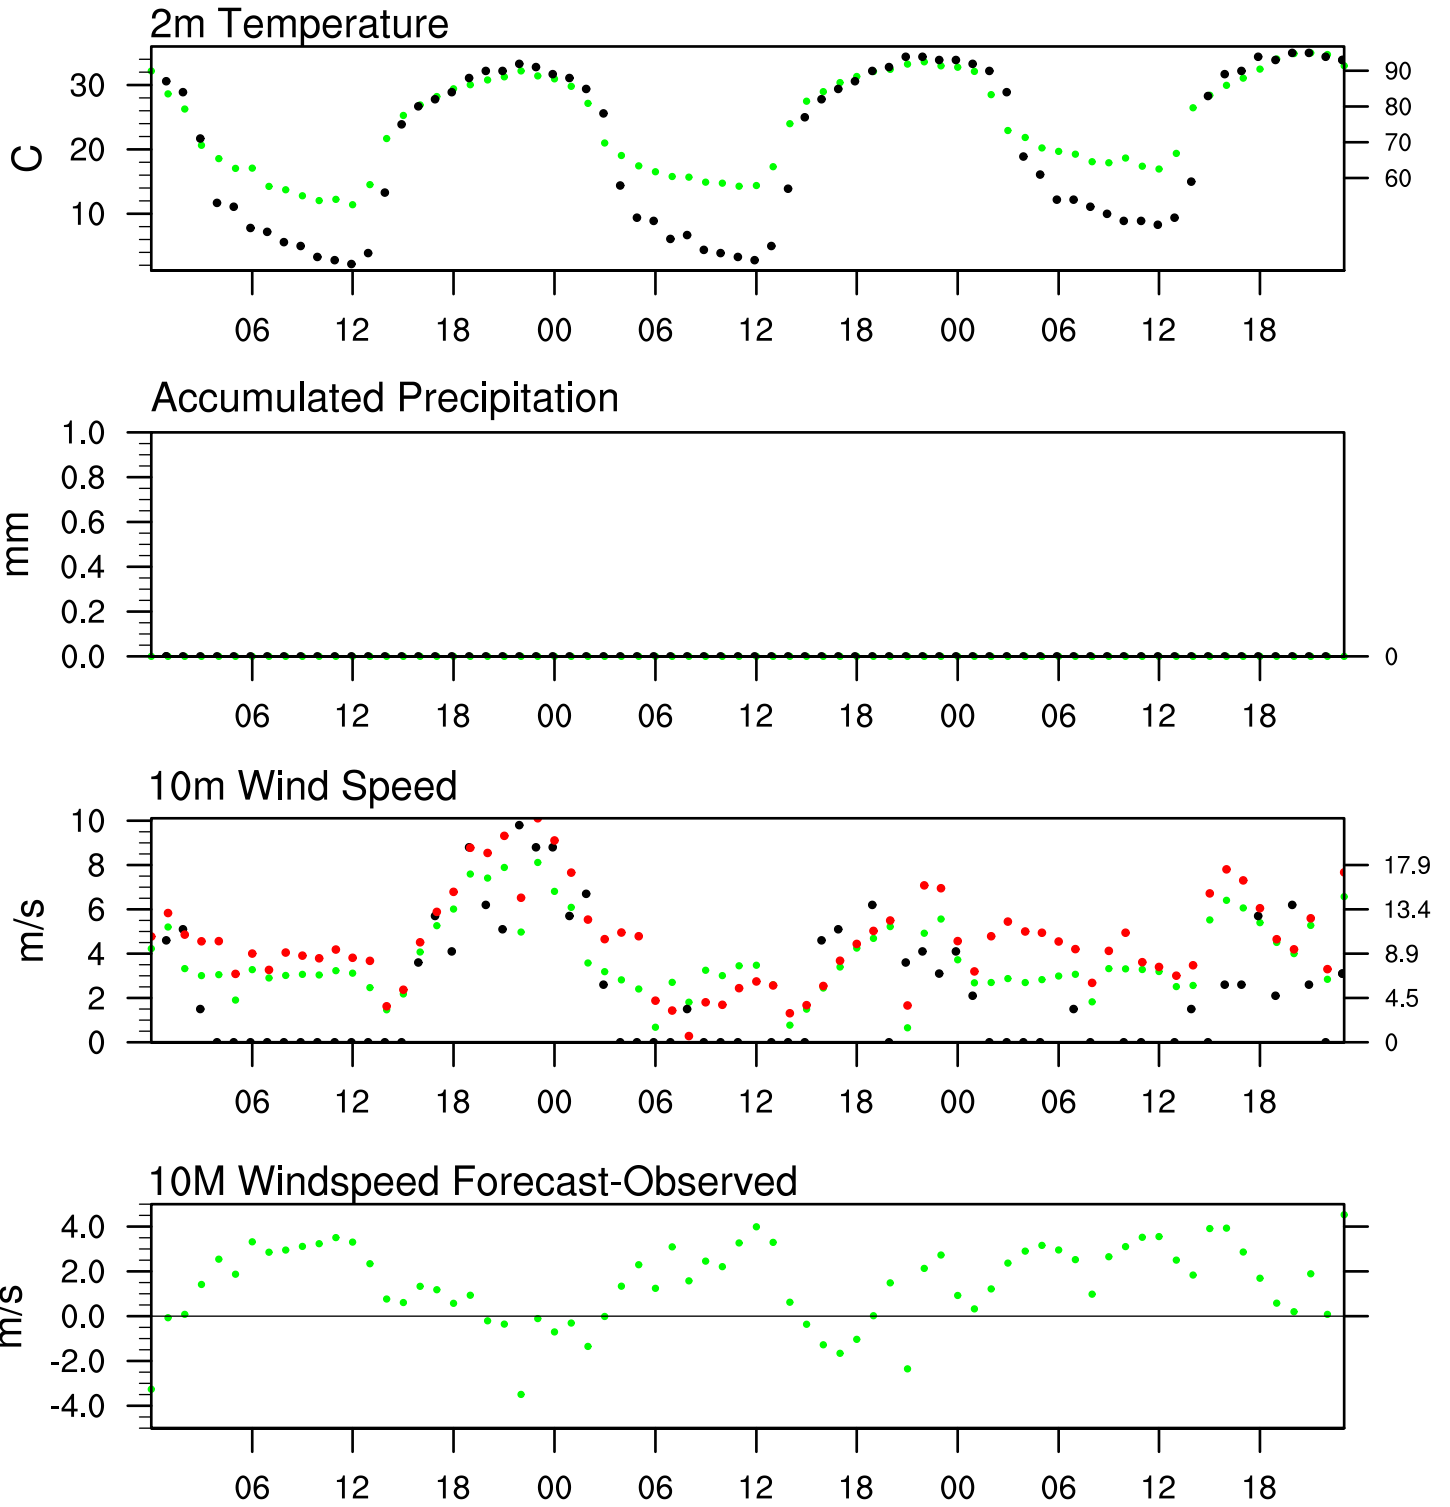 2m Temperature
30
20
10
C
90
80
70
60
06 12 18 00 06 12 18 00 06 12 18
Accumulated Precipitation
1.0
0.8
0.6
0.4
0.2
0.0
mm
0
06 12 18 00 06 12 18 00 06 12 18
10m Wind Speed
10
8
6
4
2
0
m/s
17.9
13.4
8.9
4.5
0
06 12 18 00 06 12 18 00 06 12 18
10M Windspeed Forecast-Observed
4.0
2.0
0.0
-2.0
-4.0
m/s
06 12 18 00 06 12 18 00 06 12 18